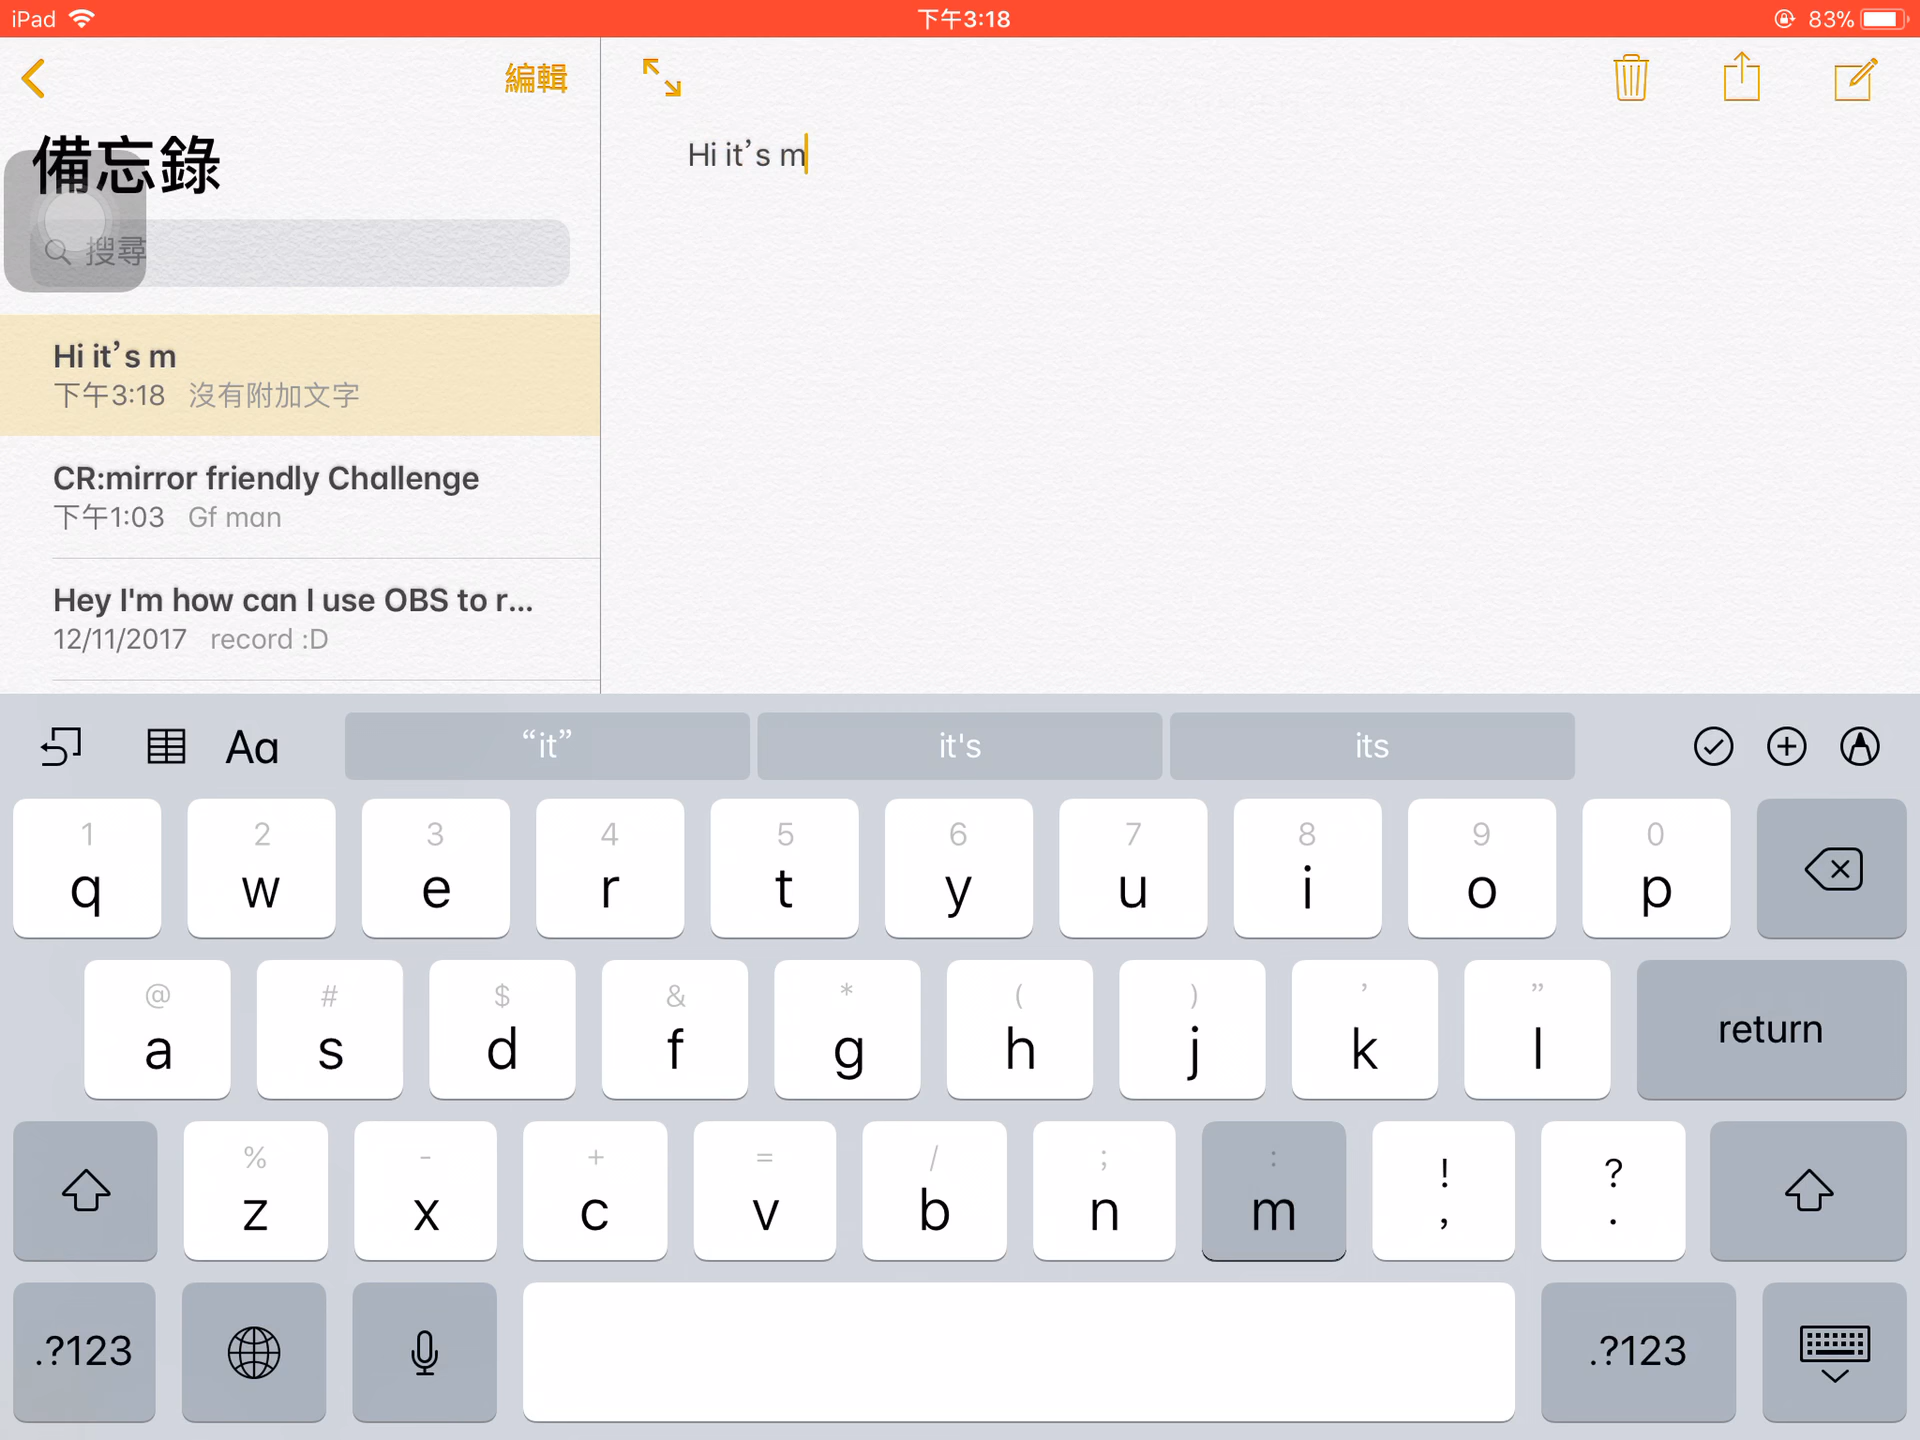 iPad 下午3:18 83%
編輯
備忘錄
搜尋
Hi it’s m
下午3:18 沒有附加文字
CR:mirror friendly Challenge
下午1:03 Gf man
Hey I'm how can I use OBS to r...
12/11/2017 record :D
Hi it’s m
Aa “it” it's its
1 2 3 4 5 6 7 8 9 0
q w e r t y u i o p
@ # $ & * ( ) ’ ”
a s d f g h j k l return
% - + = / ; : ! ?
z x c v b n m , .
.?123 .?123